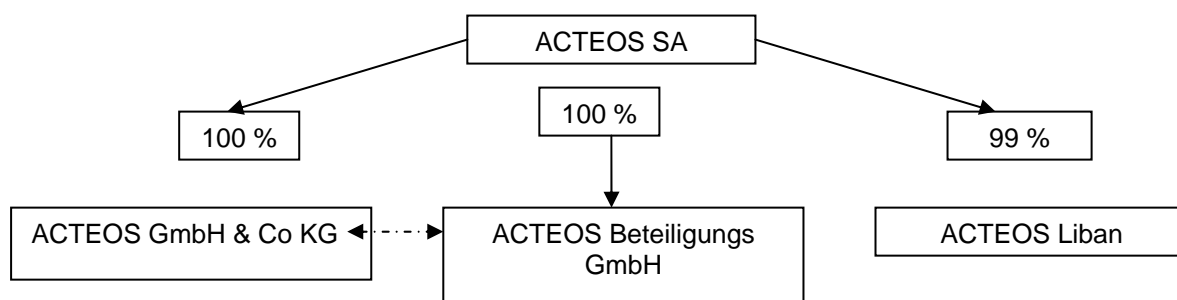 ACTEOS SA
100 %
100 %
99 %
ACTEOS GmbH & Co KG
ACTEOS Beteiligungs
GmbH
ACTEOS Liban